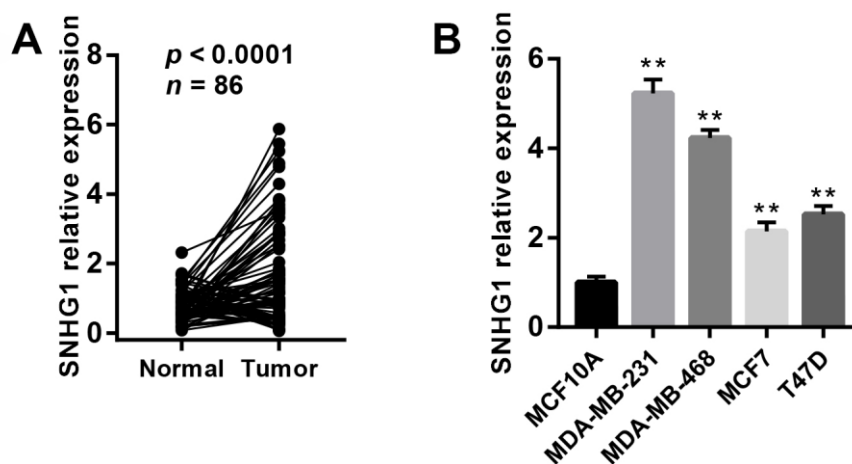 A
SNHG1 relative expression
8
6
4
2
0
p < 0.0001
n = 86
Normal Tumor
B
SNHG1 relative expression
6
4
2
0
**
**
**
**
MCF10A
MDA-MB-231
MDA-MB-468
MCF7
T47D